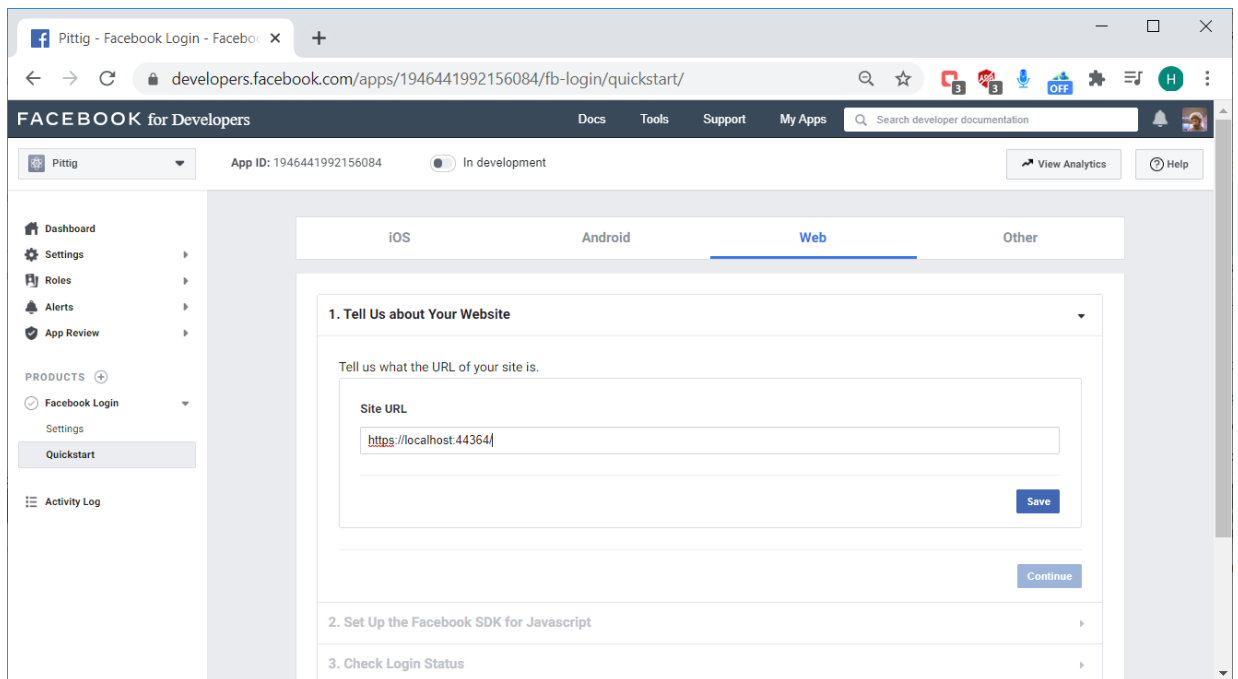 Pittig - Facebook Login - Faceboo
developers.facebook.com/apps/1946441992156084/fb-login/quickstart/
3
3
OFF
H
FACEBOOK for Developers
Docs
Tools
Support
My Apps
Search developer documentation
Pittig
App ID: 1946441992156084
In development
View Analytics
Help
Dashboard
Settings
Roles
Alerts
App Review
PRODUCTS
Facebook Login
Settings
Quickstart
Activity Log
iOS
Android
Web
Other
1. Tell Us about Your Website
Tell us what the URL of your site is.
Site URL
https://localhost:44364/
Save
Continue
2. Set Up the Facebook SDK for Javascript
3. Check Login Status